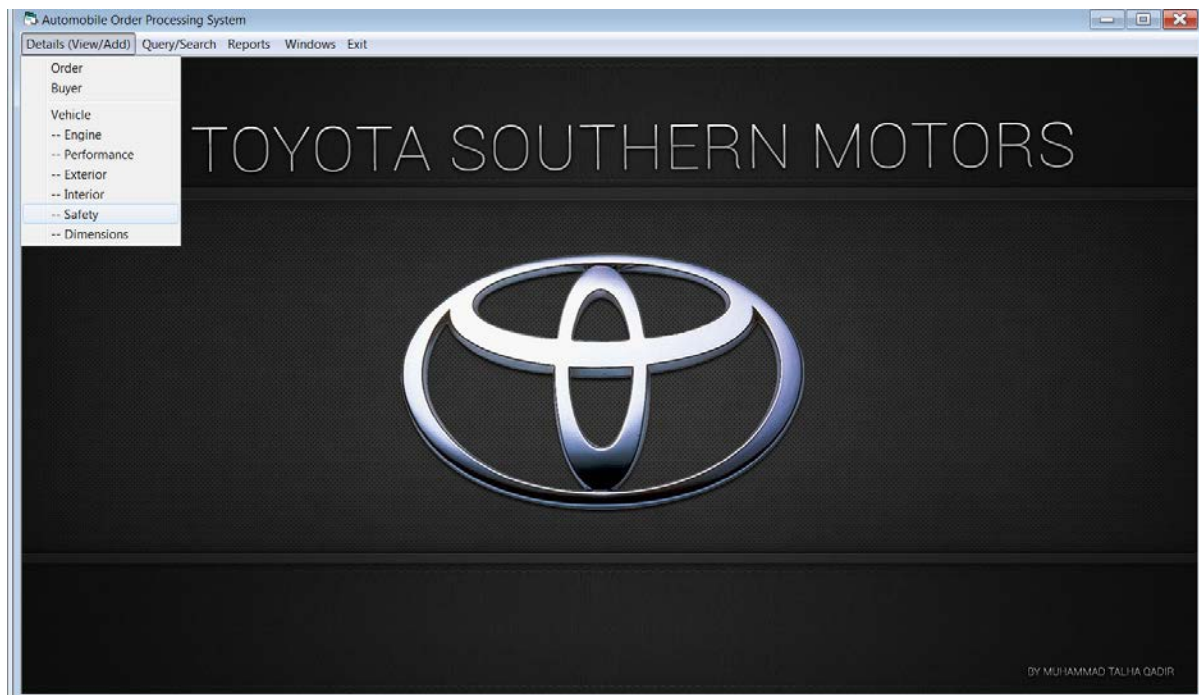 Automobile Order Processing System
Details (View/Add) Query/Search Reports Windows Exit
Order
Buyer
Vehicle
-- Engine
-- Performance
-- Exterior
-- Interior
-- Safety
-- Dimensions
TOYOTA SOUTHERN MOTORS
BY MUHAMMAD TALHA QADIR